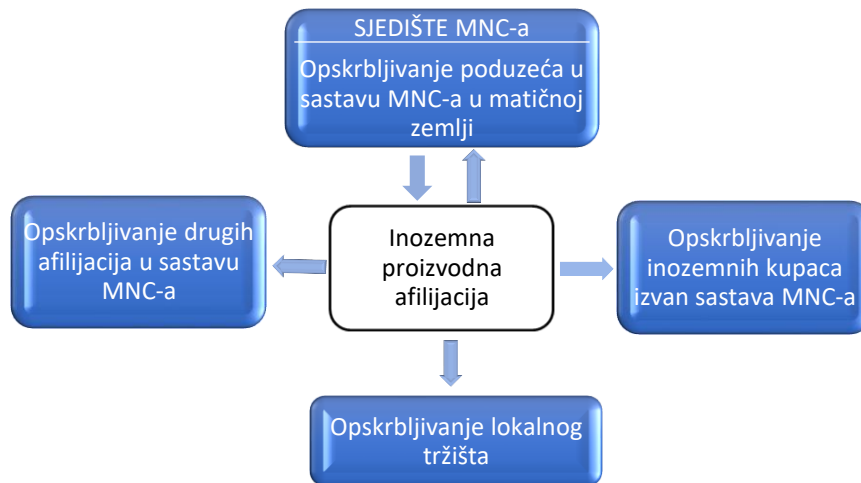 SJEDIŠTE MNC-a
Opskrbljivanje poduzeća u
sastavu MNC-a u matičnoj
zemlji
Opskrbljivanje drugih
afilijacija u sastavu
MNC-a
Inozemna
proizvodna
afilijacija
Opskrbljivanje
inozemnih kupaca
izvan sastava MNC-a
Opskrbljivanje lokalnog
tržišta